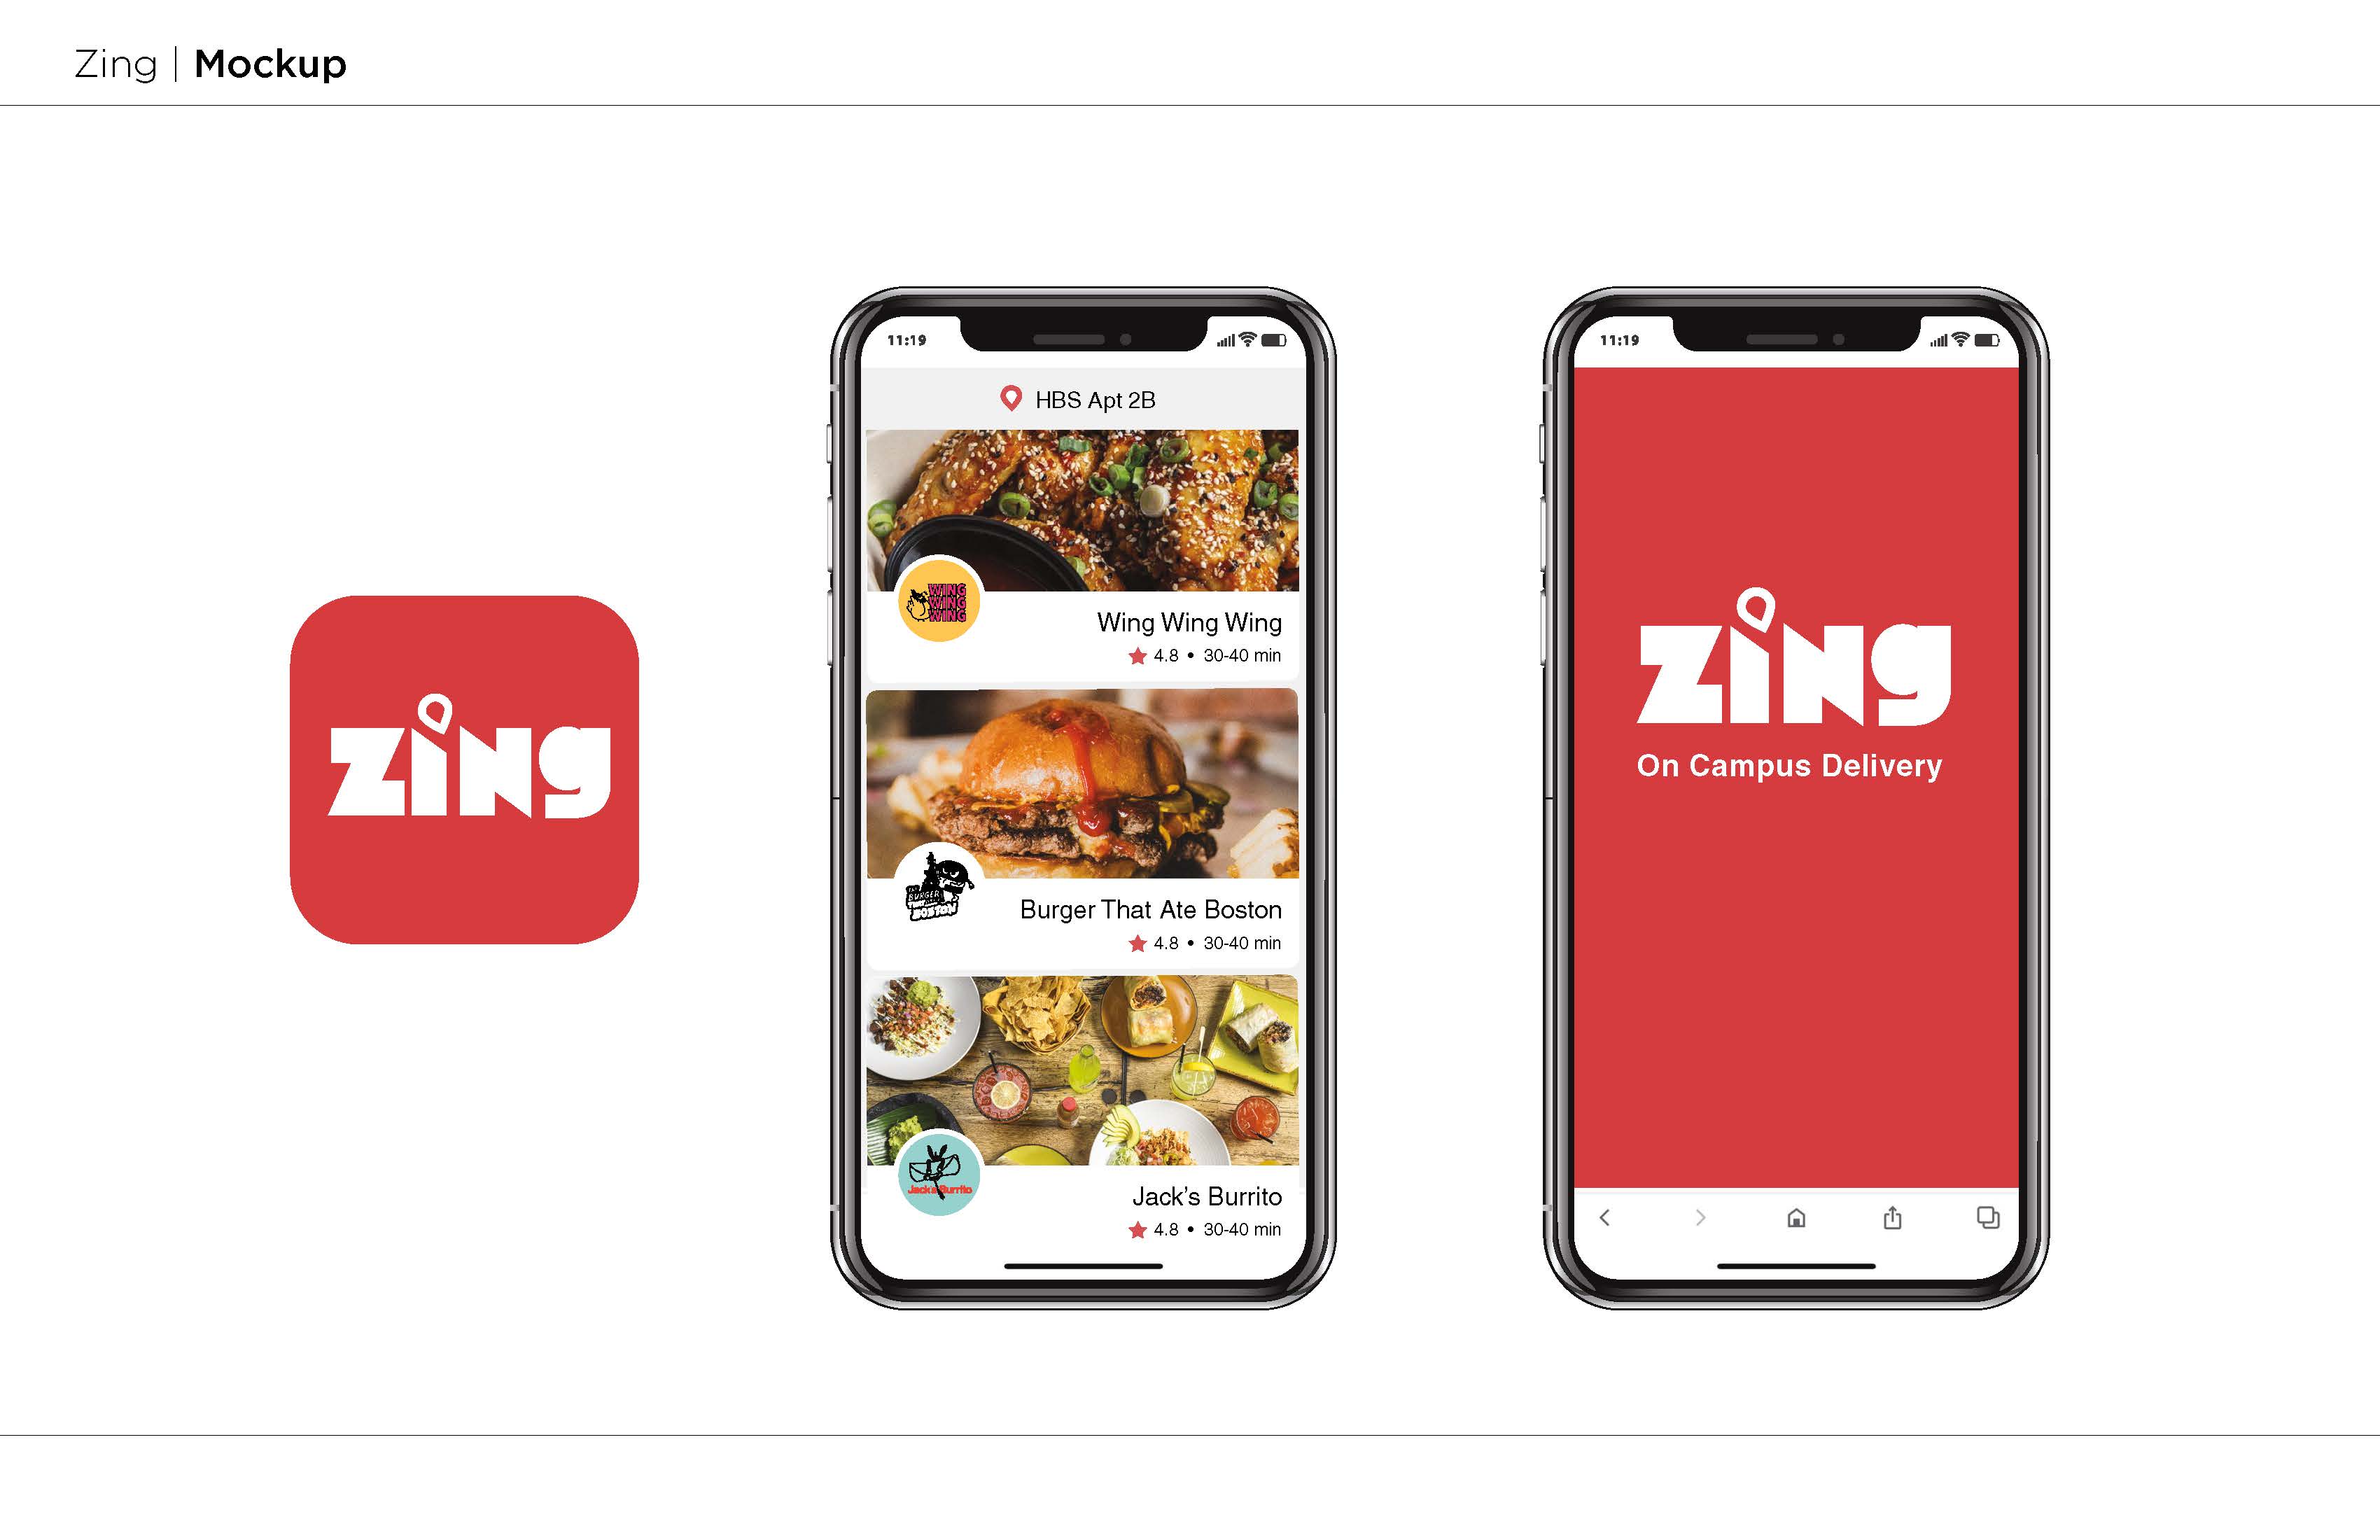 Zing | Mockup
ZiNg
11:19
HBS Apt 2B
WING
WING
WING
Wing Wing Wing
4.8 • 30-40 min
BURGER
BOSTON
Burger That Ate Boston
4.8 • 30-40 min
Jack's Burrito
Jack’s Burrito
4.8 • 30-40 min
11:19
ZiNg
On Campus Delivery